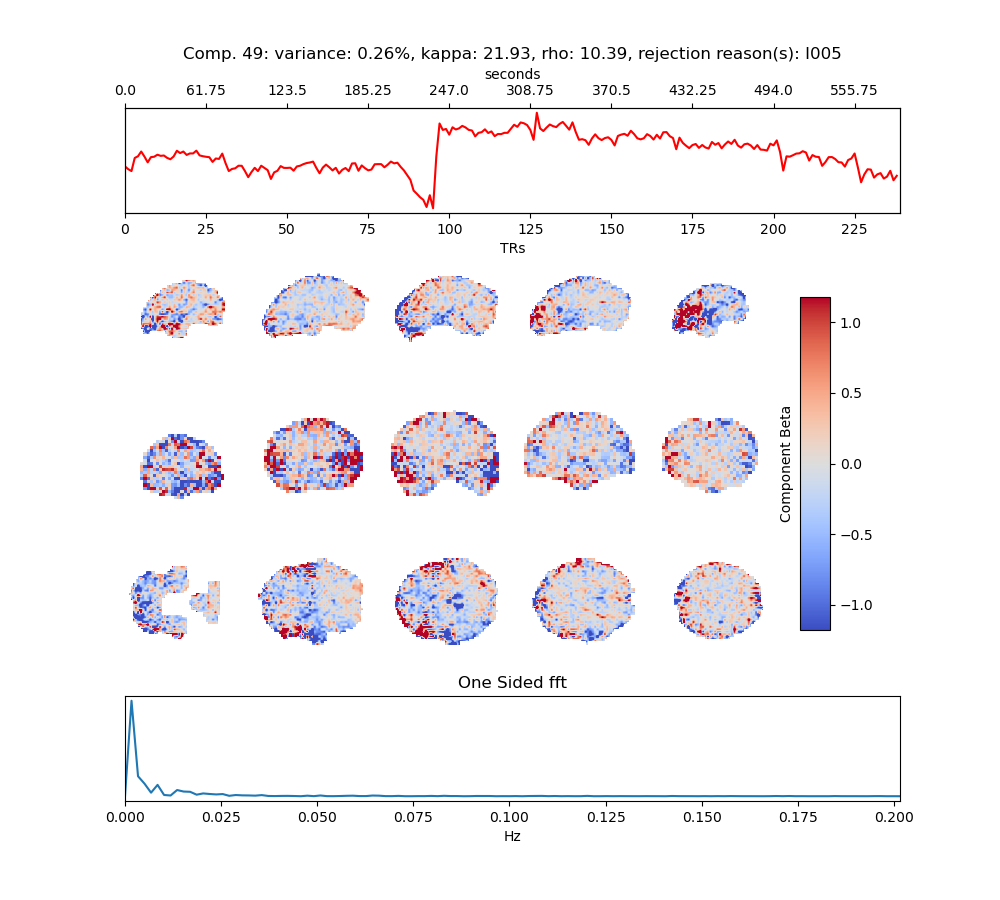 Comp. 49: variance: 0.26%, kappa: 21.93, rho: 10.39, rejection reason(s): I005
seconds
0.0 61.75 123.5 185.25 247.0 308.75 370.5 432.25 494.0 555.75
0 25 50 75 100 125 150 175 200 225
TRs
1.0
0.5
0.0
−0.5
−1.0
Component Beta
One Sided fft
0.000 0.025 0.050 0.075 0.100 0.125 0.150 0.175 0.200
Hz